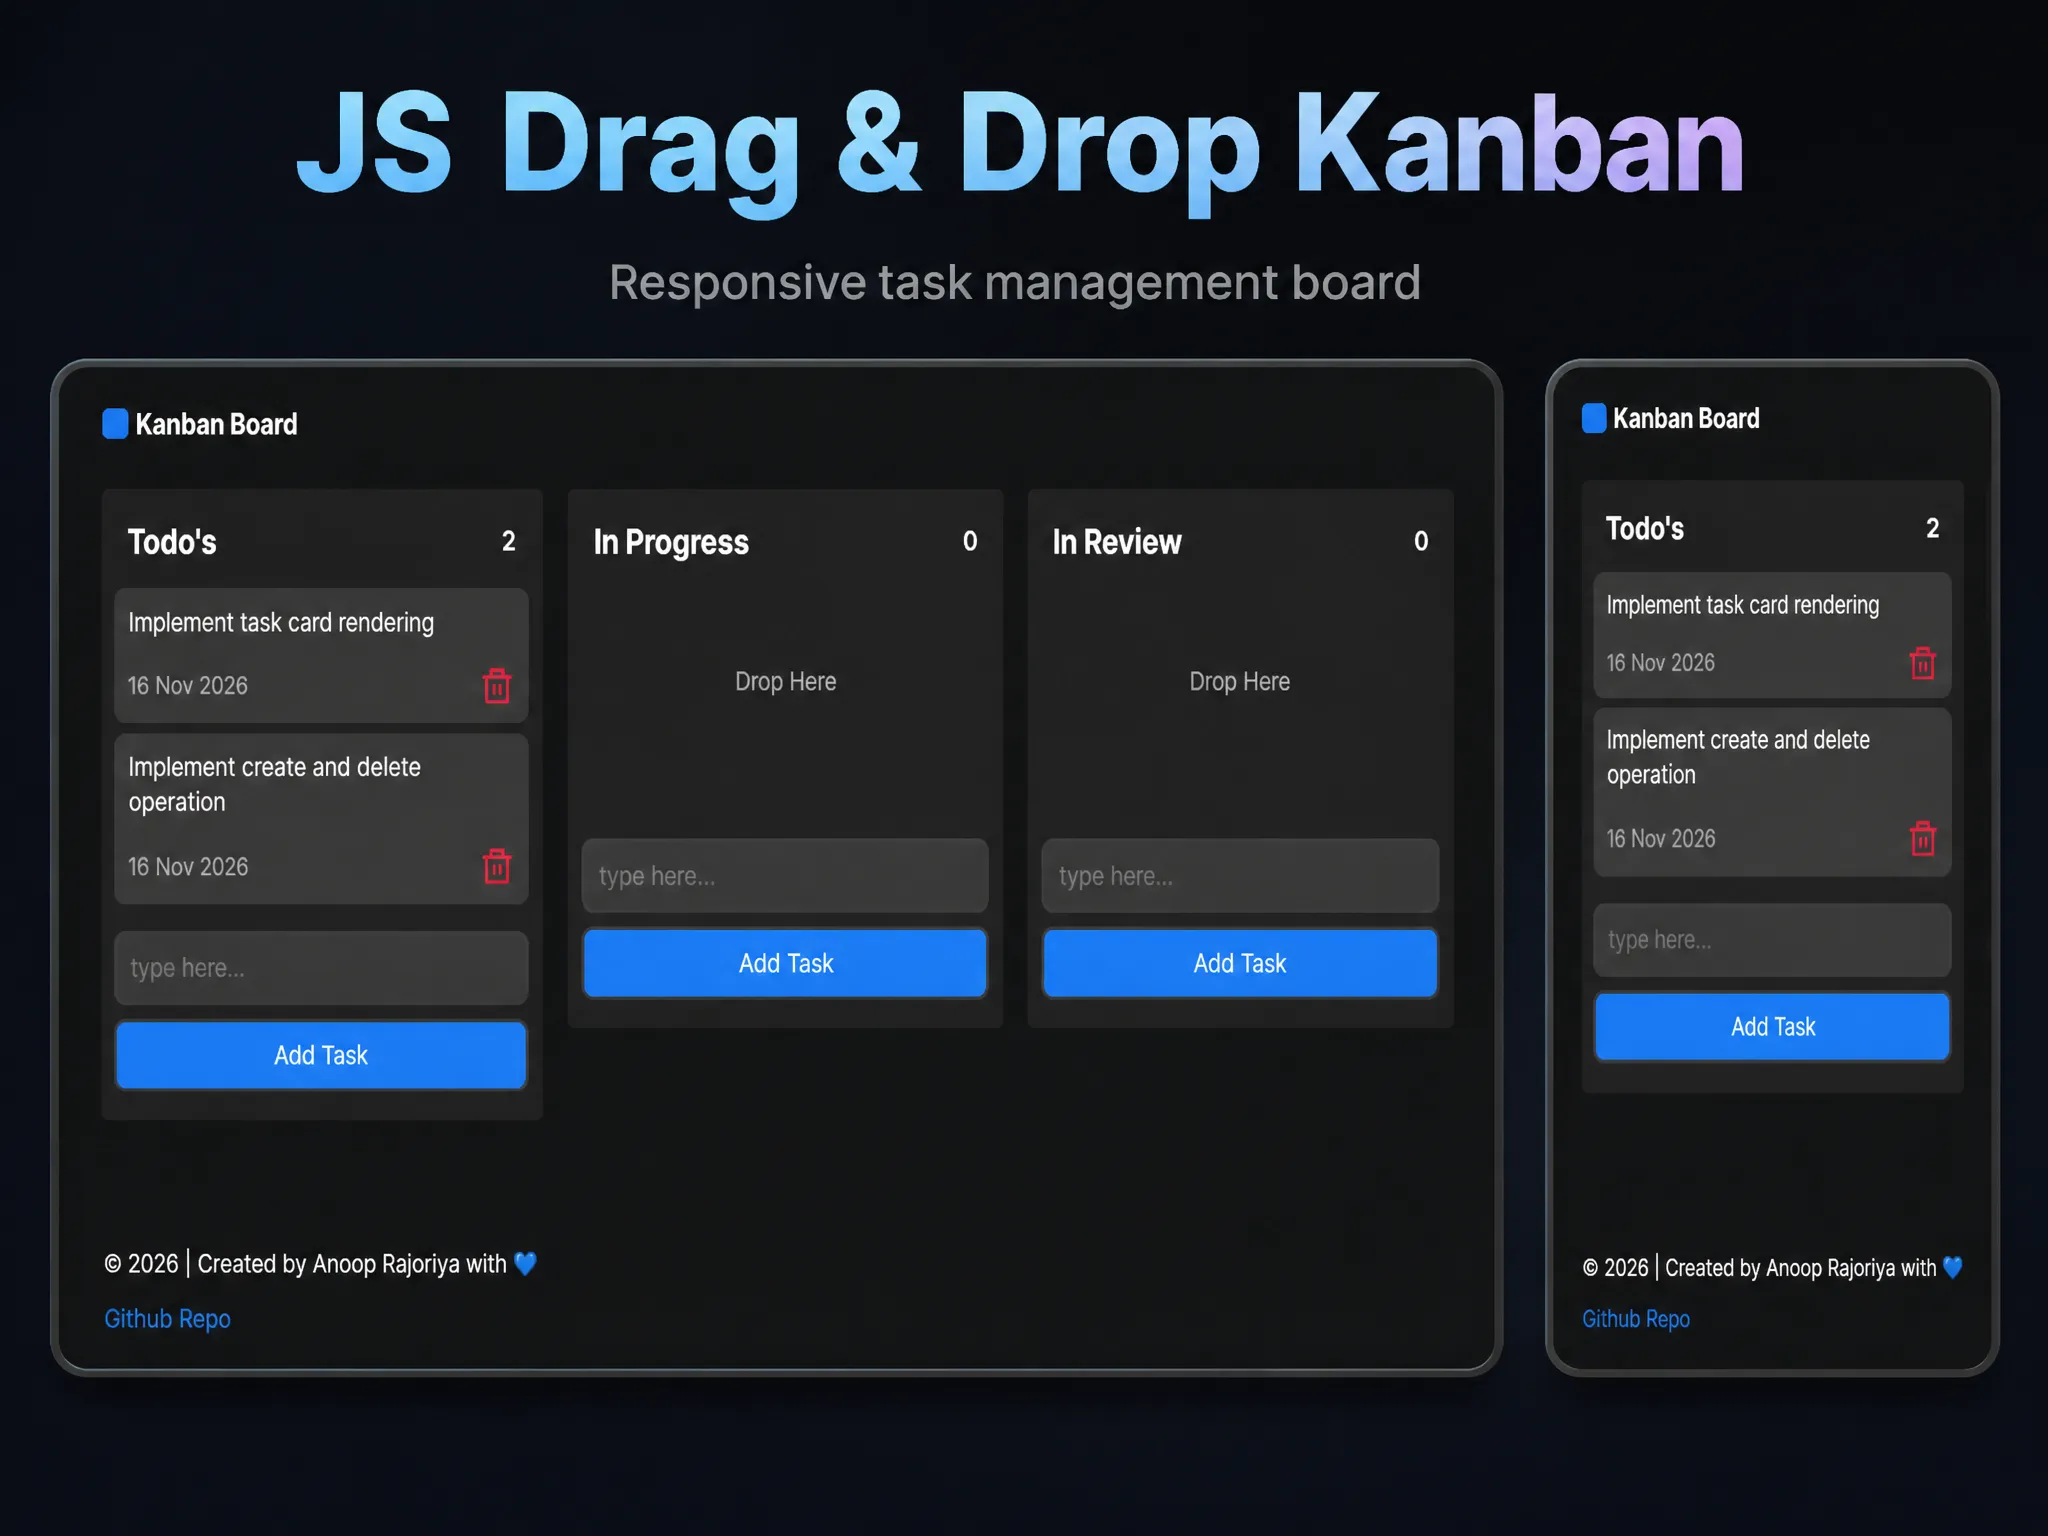 JS Drag & Drop Kanban
Responsive task management board
Kanban Board
Todo's 2
Implement task card rendering
16 Nov 2026
Implement create and delete
operation
16 Nov 2026
type here...
Add Task
In Progress 0
Drop Here
type here...
Add Task
In Review 0
Drop Here
type here...
Add Task
© 2026 | Created by Anoop Rajoriya with 💙
Github Repo
Kanban Board
Todo's 2
Implement task card rendering
16 Nov 2026
Implement create and delete
operation
16 Nov 2026
type here...
Add Task
© 2026 | Created by Anoop Rajoriya with 💙
Github Repo